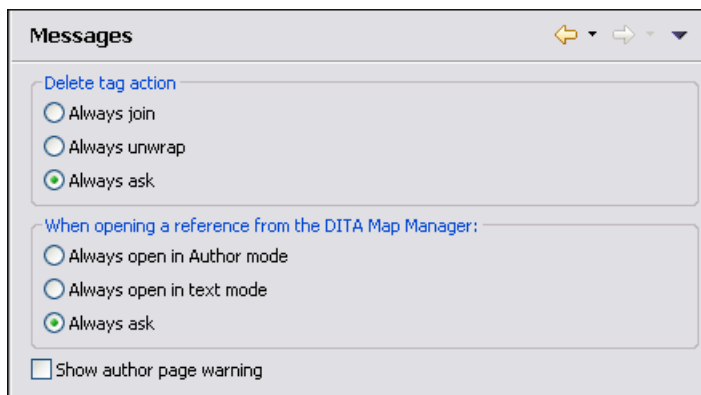 Messages
Delete tag action
Always join
Always unwrap
Always ask
When opening a reference from the DITA Map Manager:
Always open in Author mode
Always open in text mode
Always ask
Show author page warning